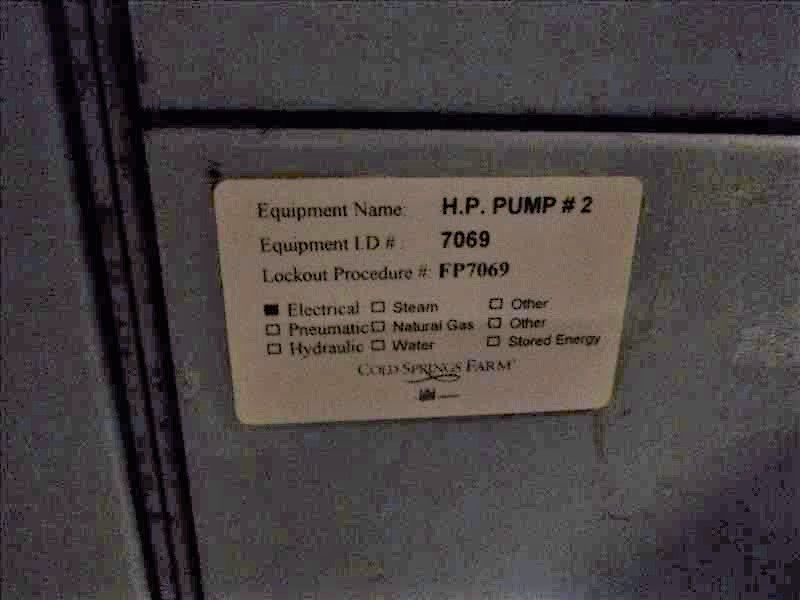 Equipment Name: H.P. PUMP # 2
Equipment I.D # : 7069
Lockout Procedure #: FP7069
■ Electrical □ Steam □ Other
□ Pneumatic □ Natural Gas □ Other
□ Hydraulic □ Water □ Stored Energy
COLD SPRINGS FARM